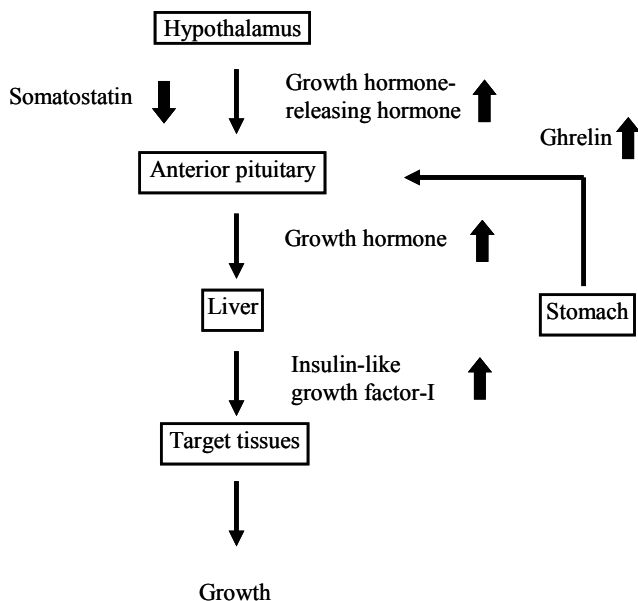 Hypothalamus
Somatostatin
Growth hormone-
releasing hormone
Ghrelin
Anterior pituitary
Growth hormone
Liver
Stomach
Insulin-like
growth factor-I
Target tissues
Growth